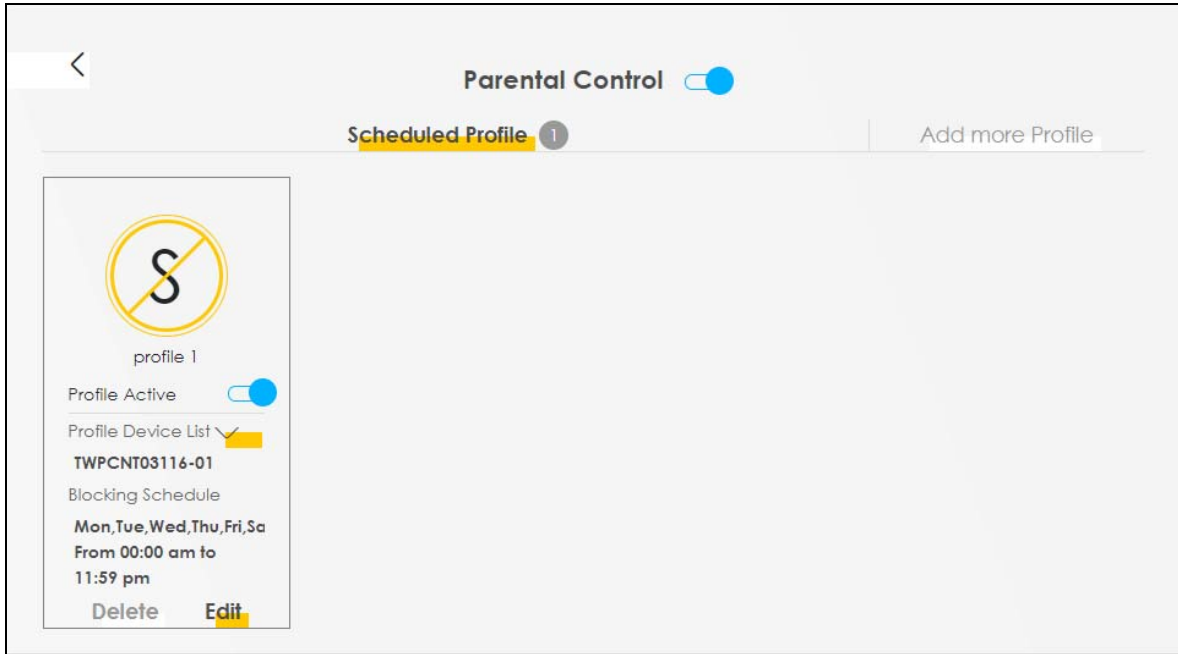 Parental Control
Scheduled Profile 1
Add more Profile
S
profile 1
Profile Active
Profile Device List
TWPCNT03116-01
Blocking Schedule
Mon,Tue,Wed,Thu,Fri,Sa
From 00:00 am to
11:59 pm
Delete Edit